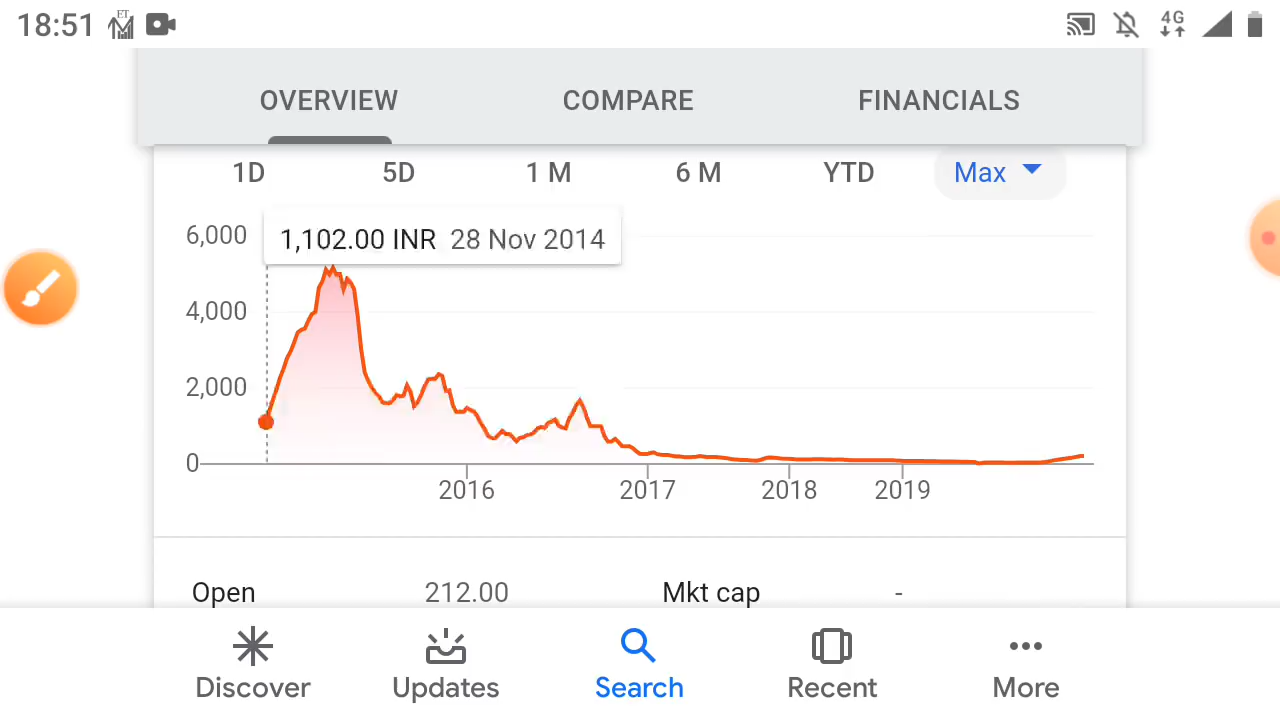 18:51 ET 4G
OVERVIEW COMPARE FINANCIALS
1D 5D 1 M 6 M YTD Max
6,000 1,102.00 INR 28 Nov 2014
4,000
2,000
0
2016 2017 2018 2019
Open 212.00 Mkt cap -
Discover Updates Search Recent More